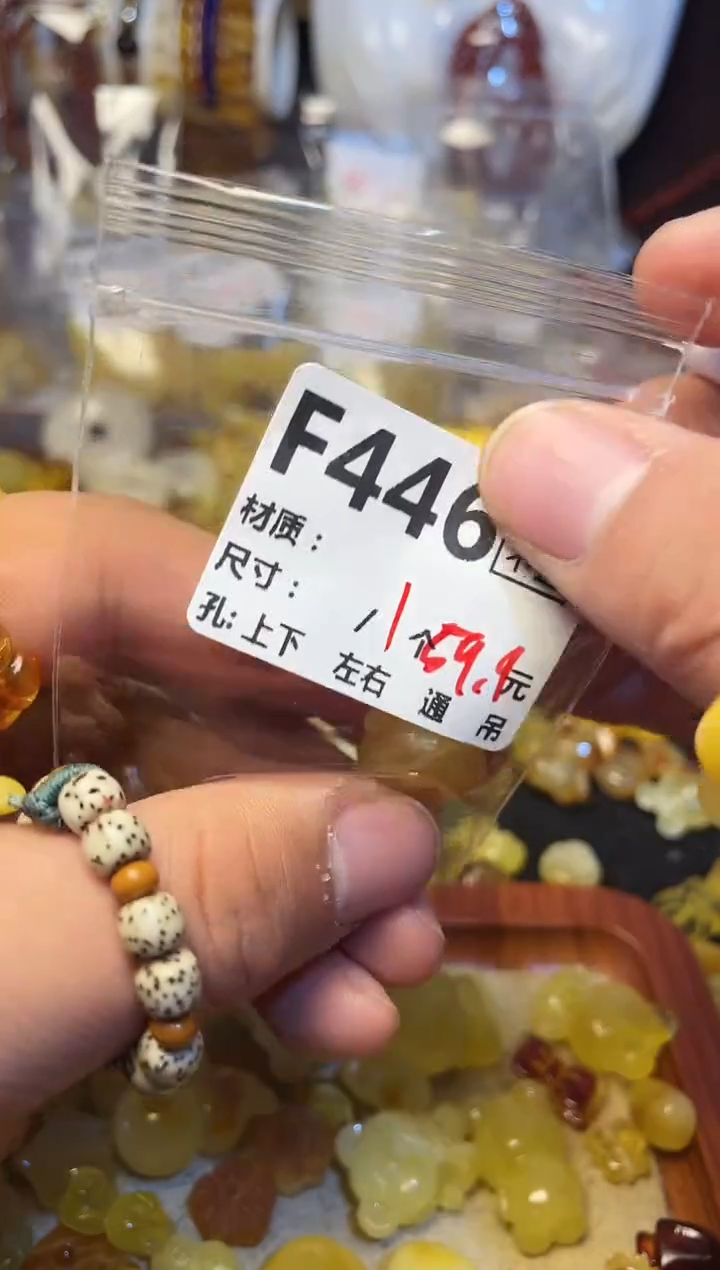 F446
材质：
尺寸：
/1个59.9元
孔：上下 左右 通 吊